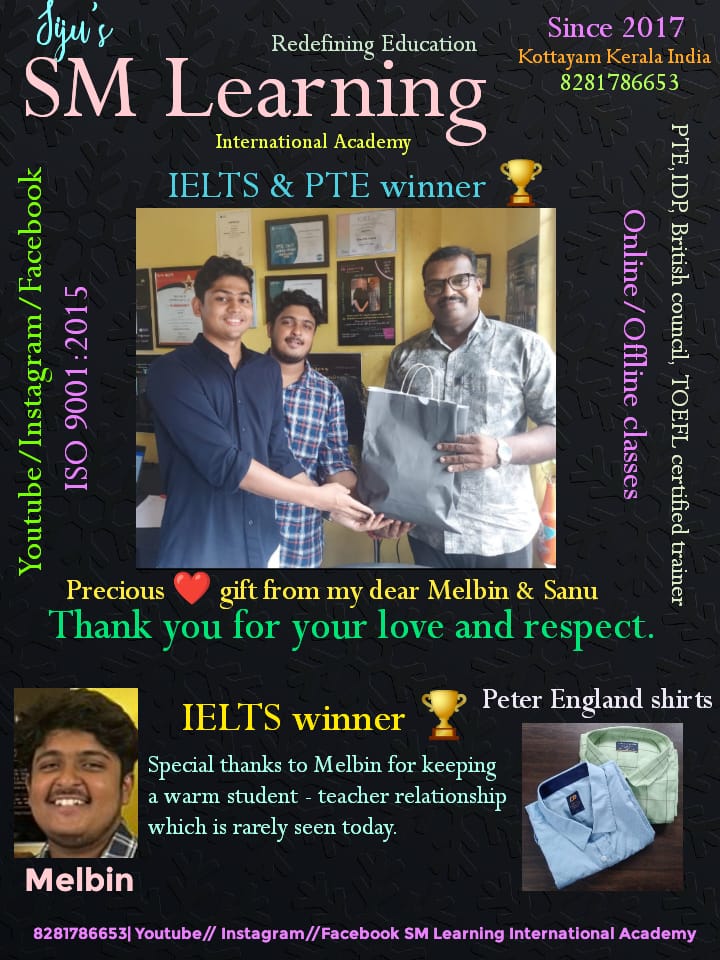 Jiju's
Redefining Education
SM Learning
International Academy
Since 2017
Kottayam Kerala India
8281786653
IELTS & PTE winner 🏆
Youtube/Instagram/Facebook
ISO 9001:2015
Online/Offline classes
PTE,IDP, British council, TOEFL certified trainer
Precious ❤️ gift from my dear Melbin & Sanu
Thank you for your love and respect.
IELTS winner 🏆
Peter England shirts
Special thanks to Melbin for keeping
a warm student - teacher relationship
which is rarely seen today.
Melbin
8281786653| Youtube// Instagram//Facebook SM Learning International Academy